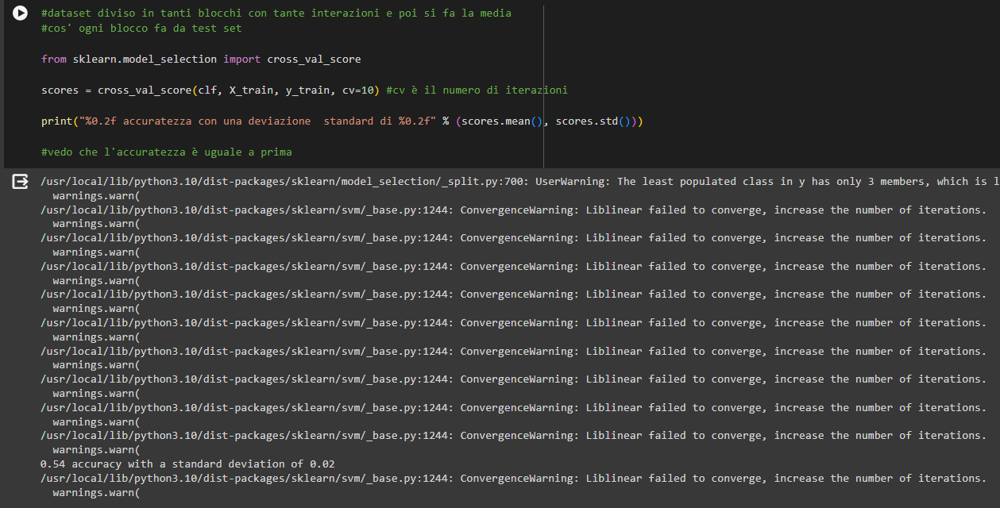 #dataset diviso in tanti blocchi con tante interazioni e poi si fa la media
#cos' ogni blocco fa da test set
from sklearn.model_selection import cross_val_score
scores = cross_val_score(clf, X_train, y_train, cv=10) #cv è il numero di iterazioni
print("%0.2f accuratezza con una deviazione  standard di %0.2f" % (scores.mean(), scores.std()))
#vedo che l'accuratezza è uguale a prima
/usr/local/lib/python3.10/dist-packages/sklearn/model_selection/_split.py:700: UserWarning: The least populated class in y has only 3 members, which is l
warnings.warn(
/usr/local/lib/python3.10/dist-packages/sklearn/svm/_base.py:1244: ConvergenceWarning: Liblinear failed to converge, increase the number of iterations.
warnings.warn(
/usr/local/lib/python3.10/dist-packages/sklearn/svm/_base.py:1244: ConvergenceWarning: Liblinear failed to converge, increase the number of iterations.
warnings.warn(
/usr/local/lib/python3.10/dist-packages/sklearn/svm/_base.py:1244: ConvergenceWarning: Liblinear failed to converge, increase the number of iterations.
warnings.warn(
/usr/local/lib/python3.10/dist-packages/sklearn/svm/_base.py:1244: ConvergenceWarning: Liblinear failed to converge, increase the number of iterations.
warnings.warn(
/usr/local/lib/python3.10/dist-packages/sklearn/svm/_base.py:1244: ConvergenceWarning: Liblinear failed to converge, increase the number of iterations.
warnings.warn(
/usr/local/lib/python3.10/dist-packages/sklearn/svm/_base.py:1244: ConvergenceWarning: Liblinear failed to converge, increase the number of iterations.
warnings.warn(
/usr/local/lib/python3.10/dist-packages/sklearn/svm/_base.py:1244: ConvergenceWarning: Liblinear failed to converge, increase the number of iterations.
warnings.warn(
/usr/local/lib/python3.10/dist-packages/sklearn/svm/_base.py:1244: ConvergenceWarning: Liblinear failed to converge, increase the number of iterations.
warnings.warn(
/usr/local/lib/python3.10/dist-packages/sklearn/svm/_base.py:1244: ConvergenceWarning: Liblinear failed to converge, increase the number of iterations.
warnings.warn(
0.54 accuracy with a standard deviation of 0.02
/usr/local/lib/python3.10/dist-packages/sklearn/svm/_base.py:1244: ConvergenceWarning: Liblinear failed to converge, increase the number of iterations.
warnings.warn(